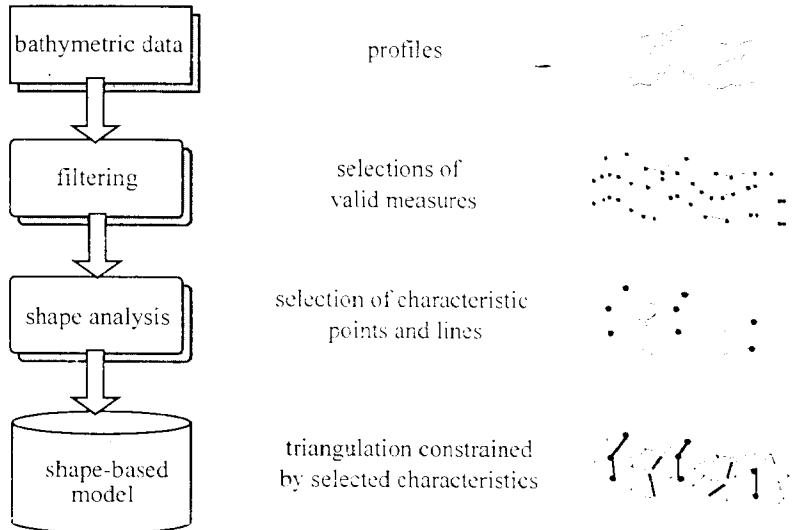 bathymetric data
profiles
filtering
selections of
valid measures
shape analysis
selection of characteristic
points and lines
shape-based
model
triangulation constrained
by selected characteristics